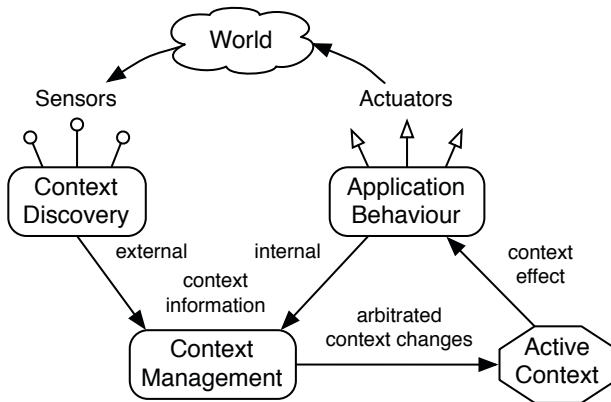 World
Sensors
Actuators
Context
Discovery
Application
Behaviour
external
internal
context
information
context
effect
arbitrated
context changes
Context
Management
Active
Context